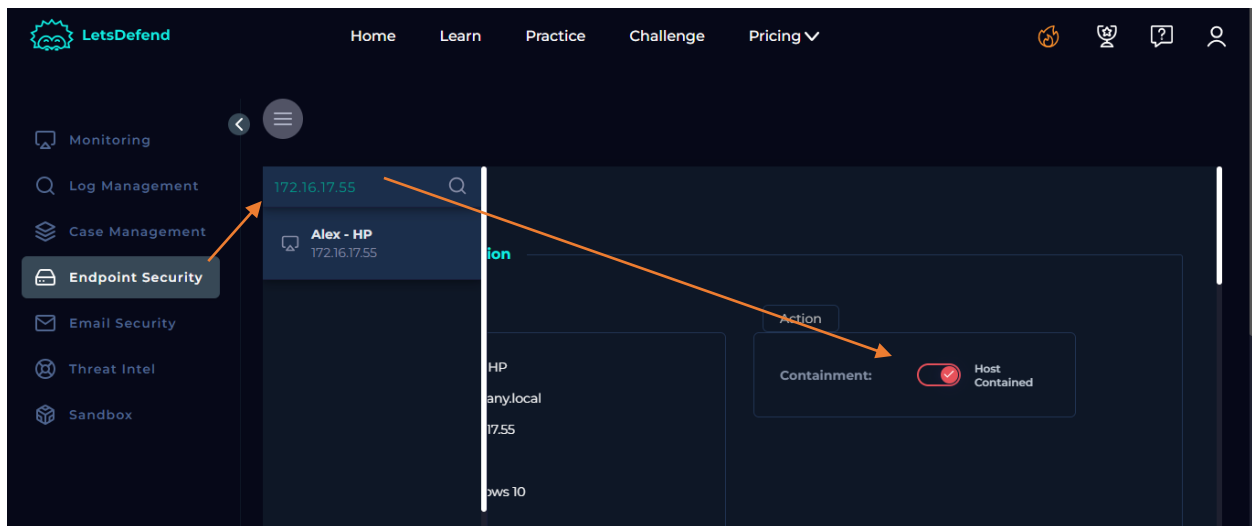 LetsDefend
Home Learn Practice Challenge Pricing
Monitoring
Log Management
Case Management
Endpoint Security
Email Security
Threat Intel
Sandbox
172.16.17.55
Alex - HP
172.16.17.55
ion
HP
any.local
17.55
ows 10
Action
Containment:
Host
Contained